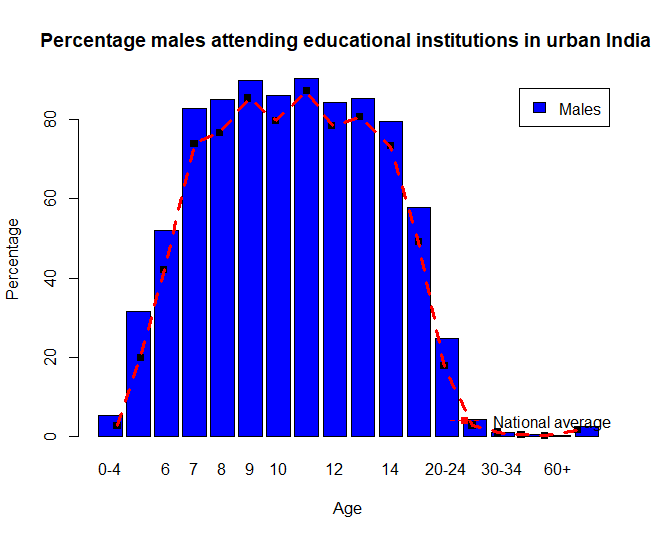 Percentage males attending educational institutions in urban India
Males
Percentage
80
60
40
20
0
National average
0-4 6 7 8 9 10 12 14 20-24 30-34 60+
Age